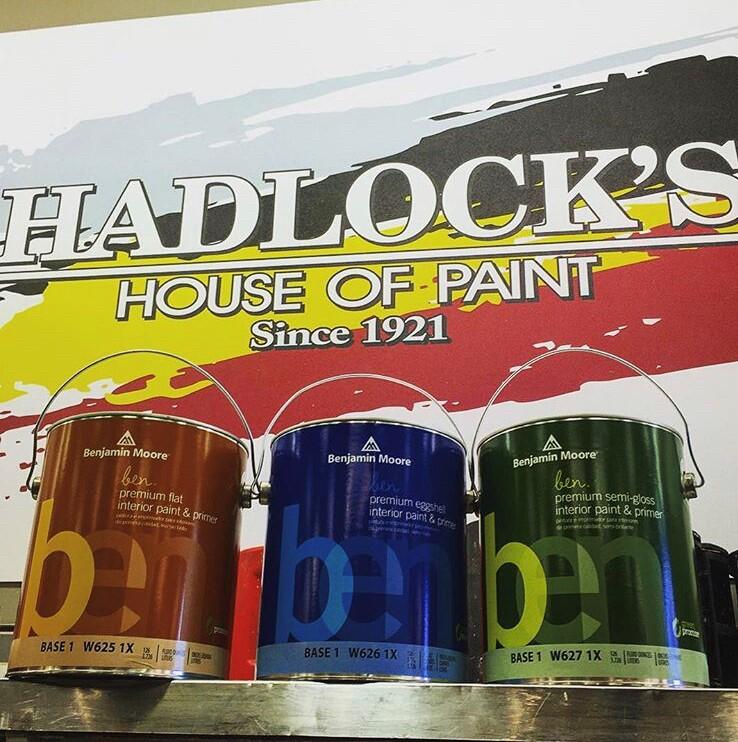 HADLOCK'S
HOUSE OF PAINT
Since 1921
Benjamin Moore
ben.
premium flat
interior paint & primer
ben
BASE 1 W625 1X
Benjamin Moore
ben.
premium eggshell
interior paint & primer
ben
BASE 1 W626 1X
Benjamin Moore
ben.
premium semi-gloss
interior paint & primer
ben
BASE 1 W627 1X